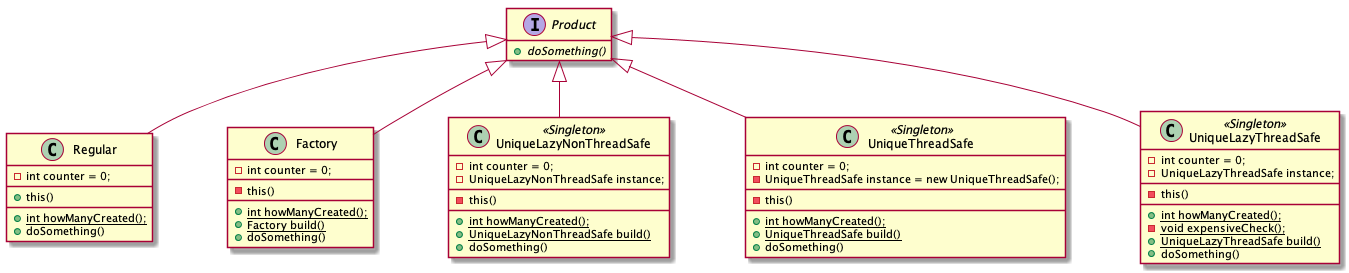 I Product
doSomething()
C Regular
int counter = 0;
this()
int howManyCreated();
doSomething()
C Factory
int counter = 0;
this()
int howManyCreated();
Factory build()
doSomething()
C «Singleton»
UniqueLazyNonThreadSafe
int counter = 0;
UniqueLazyNonThreadSafe instance;
this()
int howManyCreated();
UniqueLazyNonThreadSafe build()
doSomething()
C «Singleton»
UniqueThreadSafe
int counter = 0;
UniqueThreadSafe instance = new UniqueThreadSafe();
this()
int howManyCreated();
UniqueThreadSafe build()
doSomething()
C «Singleton»
UniqueLazyThreadSafe
int counter = 0;
UniqueLazyThreadSafe instance;
this()
int howManyCreated();
void expensiveCheck();
UniqueLazyThreadSafe build()
doSomething()